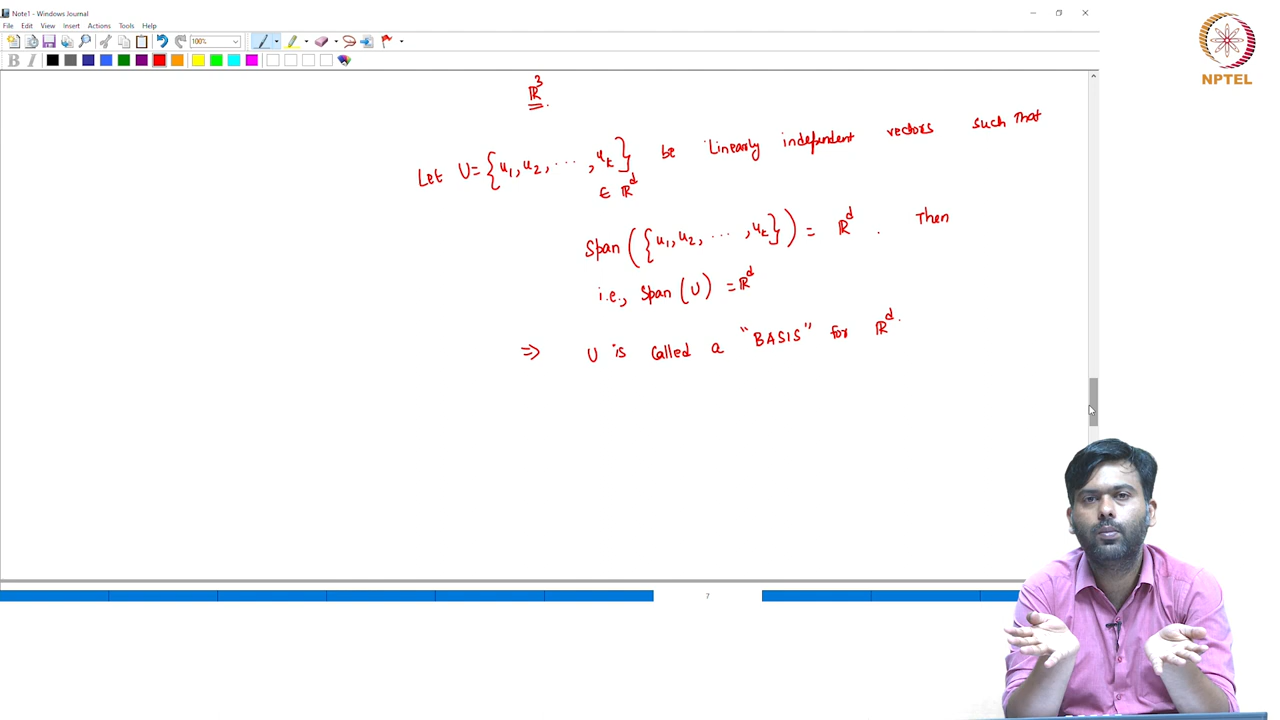 Note1 - Windows Journal
File Edit View Insert Actions Tools Help
100%
B I
NPTEL
ℝ³.
Let U = {u₁, u₂, ..., uₖ} be Linearly independent vectors such that
∈ ℝᵈ
Span ({u₁, u₂, ..., uₖ}) = ℝᵈ. Then
i.e., Span (U) = ℝᵈ
⇒ U is called a "BASIS" for ℝᵈ.
7